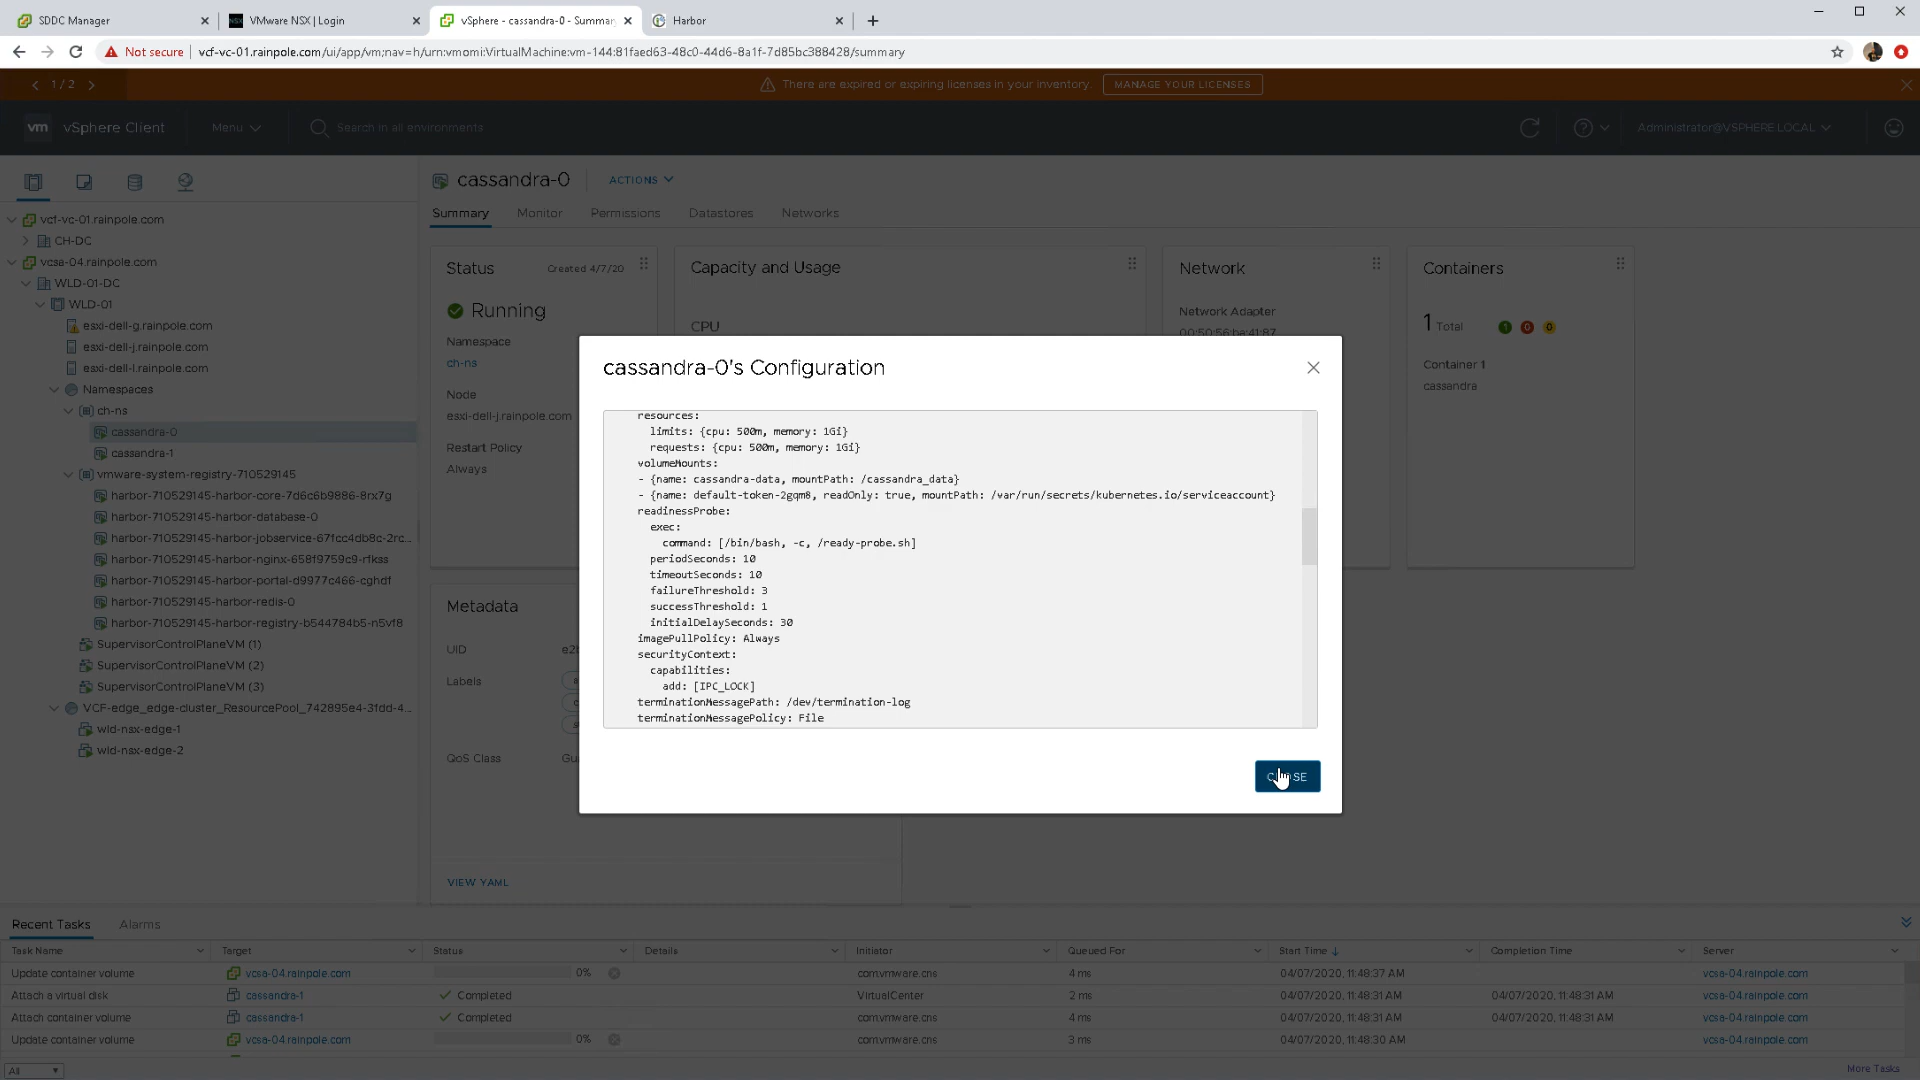 SDDC Manager
VMware NSX | Login
vSphere - cassandra-0 - Summar
Harbor
Not secure
vcf-vc-01.rainpole.com/ui/app/vm;nav=h/urn:vmomi:VirtualMachine:vm-144:81faed63-48c0-44d6-8a1f-7d85bc388428/summary
1 / 2
There are expired or expiring licenses in your inventory.
MANAGE YOUR LICENSES
vm
vSphere Client
Menu
Search in all environments
Administrator@VSPHERE.LOCAL
vcf-vc-01.rainpole.com
CH-DC
vcsa-04.rainpole.com
WLD-01-DC
WLD-01
esxi-dell-g.rainpole.com
esxi-dell-j.rainpole.com
esxi-dell-l.rainpole.com
Namespaces
ch-ns
cassandra-0
cassandra-1
vmware-system-registry-710529145
harbor-710529145-harbor-core-7d6c6b9886-8rx7g
harbor-710529145-harbor-database-0
harbor-710529145-harbor-jobservice-67fcc4db8c-2rc...
harbor-710529145-harbor-nginx-658f9759c9-rfkss
harbor-710529145-harbor-portal-d9977c466-cghdf
harbor-710529145-harbor-redis-0
harbor-710529145-harbor-registry-b544784b5-n5vf8
SupervisorControlPlaneVM (1)
SupervisorControlPlaneVM (2)
SupervisorControlPlaneVM (3)
VCF-edge_edge-cluster_ResourcePool_742895e4-3fdd-4...
wld-nsx-edge-1
wld-nsx-edge-2
cassandra-0
ACTIONS
Summary
Monitor
Permissions
Datastores
Networks
Status
Created 4/7/20
Running
Namespace
ch-ns
Node
esxi-dell-j.rainpole.com
Restart Policy
Always
Capacity and Usage
CPU
Network
Network Adapter
00:50:56:be:41:87
Containers
1 Total
1
0
0
Container 1
cassandra
Metadata
UID
e2b
Labels
QoS Class
Gu
VIEW YAML
cassandra-0's Configuration
resources:
limits: {cpu: 500m, memory: 1Gi}
requests: {cpu: 500m, memory: 1Gi}
volumeMounts:
- {name: cassandra-data, mountPath: /cassandra_data}
- {name: default-token-2gqm8, readOnly: true, mountPath: /var/run/secrets/kubernetes.io/serviceaccount}
readinessProbe:
exec:
command: [/bin/bash, -c, /ready-probe.sh]
periodSeconds: 10
timeoutSeconds: 10
failureThreshold: 3
successThreshold: 1
initialDelaySeconds: 30
imagePullPolicy: Always
securityContext:
capabilities:
add: [IPC_LOCK]
terminationMessagePath: /dev/termination-log
terminationMessagePolicy: File
CLOSE
Recent Tasks
Alarms
Task Name Target Status Details Initiator Queued For Start Time Completion Time Server
Update container volume vcsa-04.rainpole.com 0% com.vmware.cns 4 ms 04/07/2020, 11:48:37 AM vcsa-04.rainpole.com
Attach a virtual disk cassandra-1 Completed VirtualCenter 2 ms 04/07/2020, 11:48:31 AM 04/07/2020, 11:48:31 AM vcsa-04.rainpole.com
Attach container volume cassandra-1 Completed com.vmware.cns 4 ms 04/07/2020, 11:48:31 AM 04/07/2020, 11:48:31 AM vcsa-04.rainpole.com
Update container volume vcsa-04.rainpole.com 0% com.vmware.cns 3 ms 04/07/2020, 11:48:30 AM vcsa-04.rainpole.com
All
More Tasks